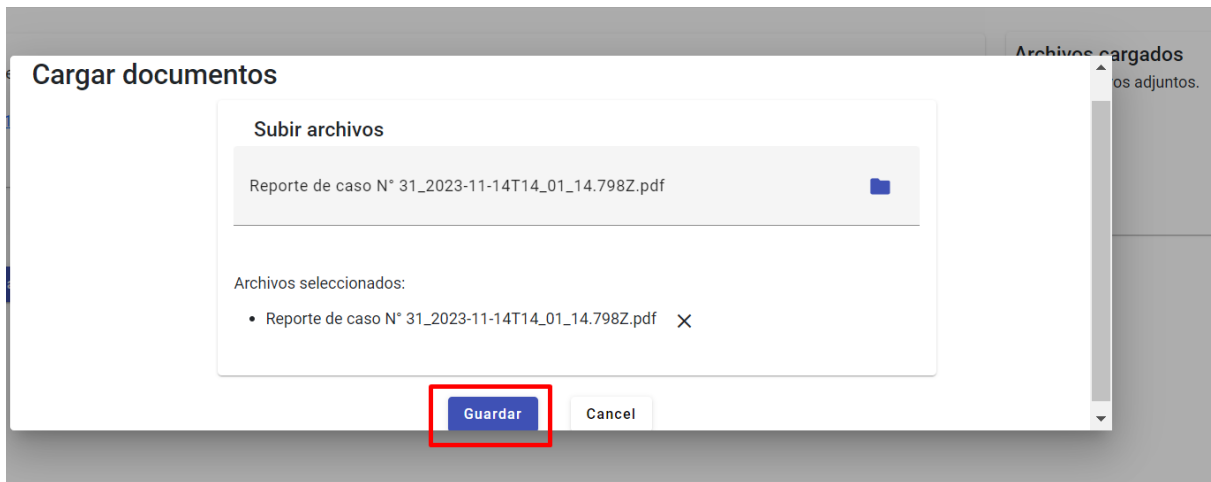 Archivos cargados
os adjuntos.
Cargar documentos
Subir archivos
Reporte de caso N° 31_2023-11-14T14_01_14.798Z.pdf
Archivos seleccionados:
• Reporte de caso N° 31_2023-11-14T14_01_14.798Z.pdf
Guardar Cancel